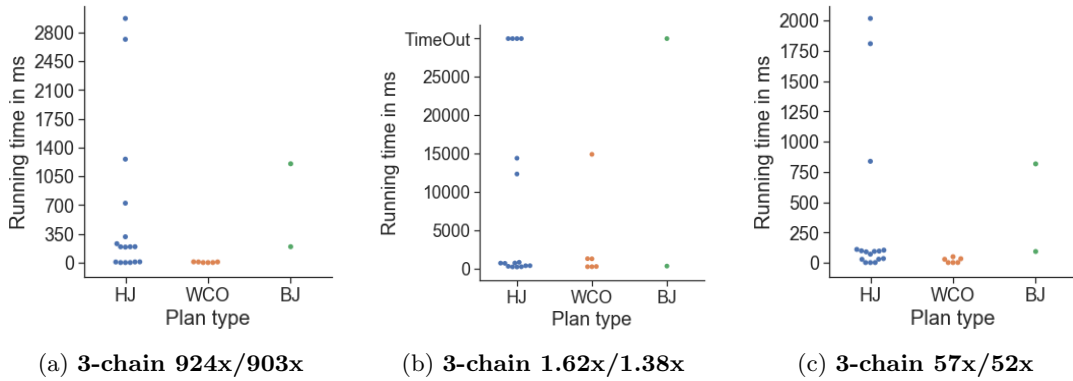 2800
2450
2100
1750
1400
1050
700
350
0
Running time in ms
HJ WCO BJ
Plan type
(a) 3-chain 924x/903x
TimeOut
25000
20000
15000
10000
5000
0
Running time in ms
HJ WCO BJ
Plan type
(b) 3-chain 1.62x/1.38x
2000
1750
1500
1250
1000
750
500
250
0
Running time in ms
HJ WCO BJ
Plan type
(c) 3-chain 57x/52x